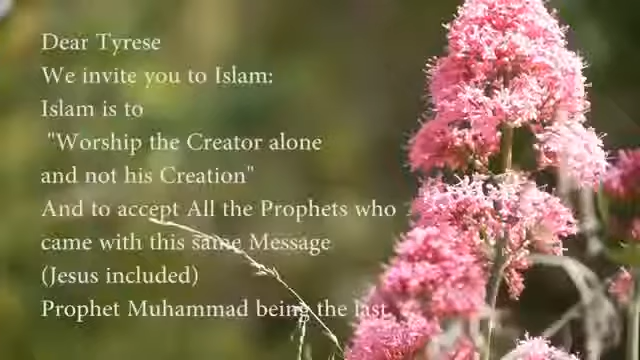 Dear Tyrese
We invite you to Islam:
Islam is to
"Worship the Creator alone
and not his Creation"
And to accept All the Prophets who
came with this same Message
(Jesus included)
Prophet Muhammad being the last